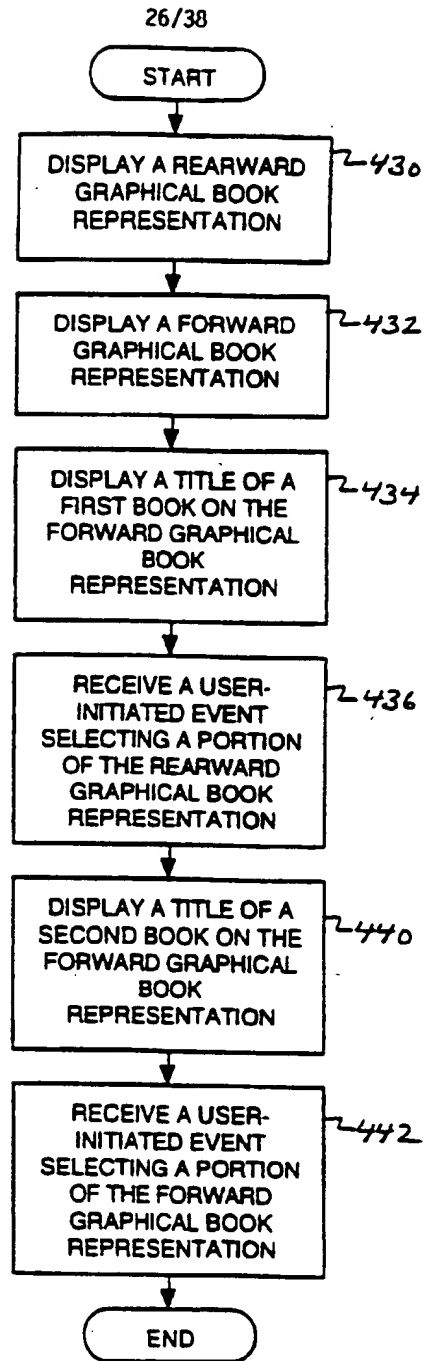 26/38
START
DISPLAY A REARWARD
GRAPHICAL BOOK
REPRESENTATION
430
DISPLAY A FORWARD
GRAPHICAL BOOK
REPRESENTATION
432
DISPLAY A TITLE OF A
FIRST BOOK ON THE
FORWARD GRAPHICAL
BOOK
REPRESENTATION
434
RECEIVE A USER-
INITIATED EVENT
SELECTING A PORTION
OF THE REARWARD
GRAPHICAL BOOK
REPRESENTATION
436
DISPLAY A TITLE OF A
SECOND BOOK ON THE
FORWARD GRAPHICAL
BOOK
REPRESENTATION
440
RECEIVE A USER-
INITIATED EVENT
SELECTING A PORTION
OF THE FORWARD
GRAPHICAL BOOK
REPRESENTATION
442
END